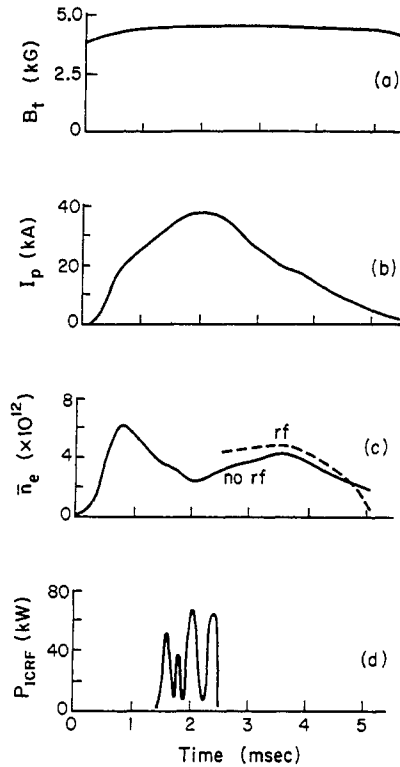 5.0
2.5
0
B_t (kG)
(a)
40
20
0
I_p (kA)
(b)
8
4
0
n̄_e (×10^12)
rf
no rf
(c)
80
40
0
P_ICRF (kW)
(d)
0 1 2 3 4 5 6
Time (msec)